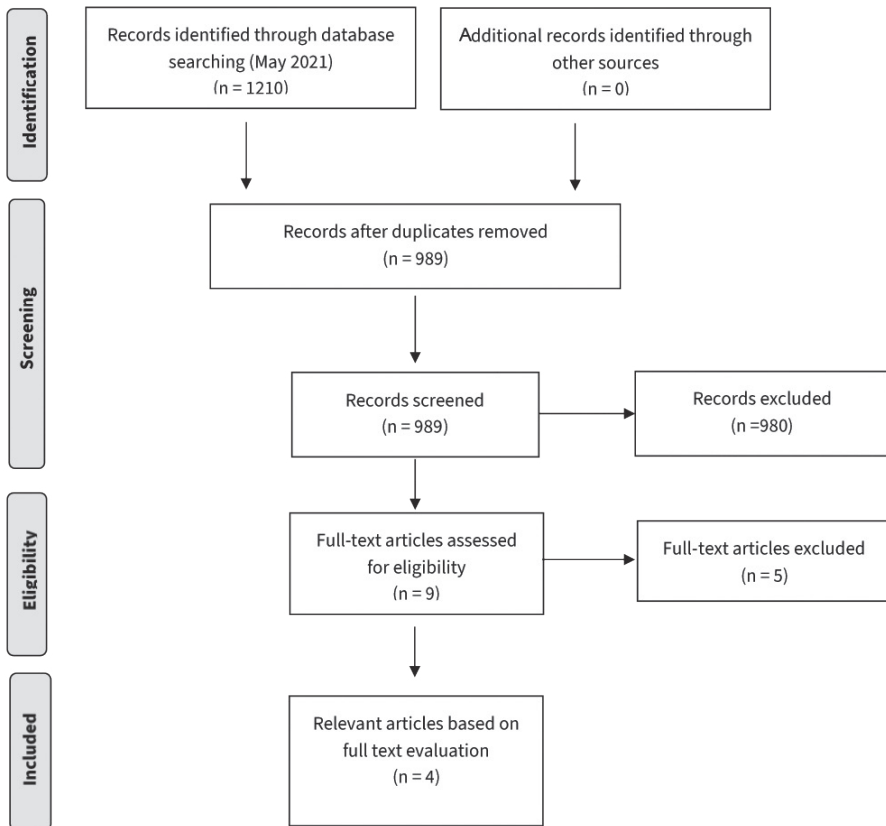 Identification
Records identified through database
searching (May 2021)
(n = 1210)
Additional records identified through
other sources
(n = 0)
Screening
Records after duplicates removed
(n = 989)
Records screened
(n = 989)
Records excluded
(n =980)
Eligibility
Full-text articles assessed
for eligibility
(n = 9)
Full-text articles excluded
(n = 5)
Included
Relevant articles based on
full text evaluation
(n = 4)